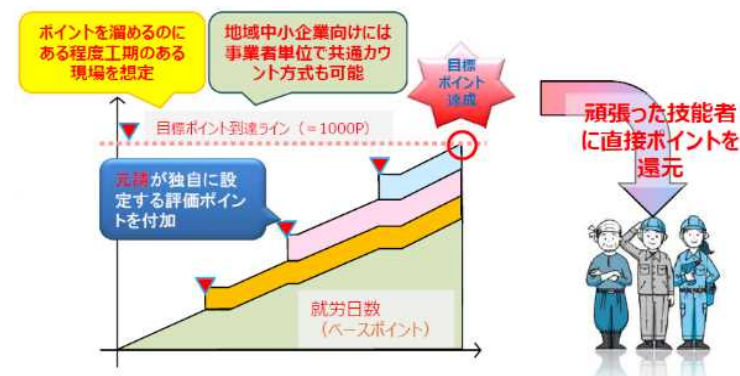 ポイントを溜めるのに
ある程度工期のある
現場を想定
地域中小企業向けには
事業者単位で共通カウ
ント方式も可能
目標
ポイント
達成
目標ポイント到達ライン（＝1000P）
元請が独自に設
定する評価ポイン
トを付加
就労日数
（ベースポイント）
頑張った技能者
に直接ポイントを
還元